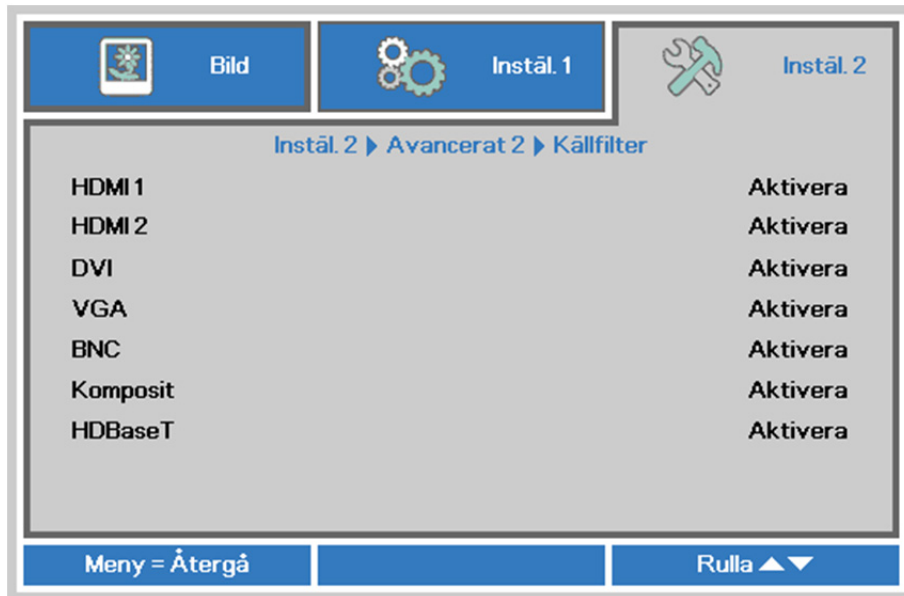 Bild Instäl. 1 Instäl. 2
Instäl. 2 ▶ Avancerat 2 ▶ Källfilter
HDMI 1 Aktivera
HDMI 2 Aktivera
DVI Aktivera
VGA Aktivera
BNC Aktivera
Komposit Aktivera
HDBaseT Aktivera
Meny = Återgå Rulla ▲▼